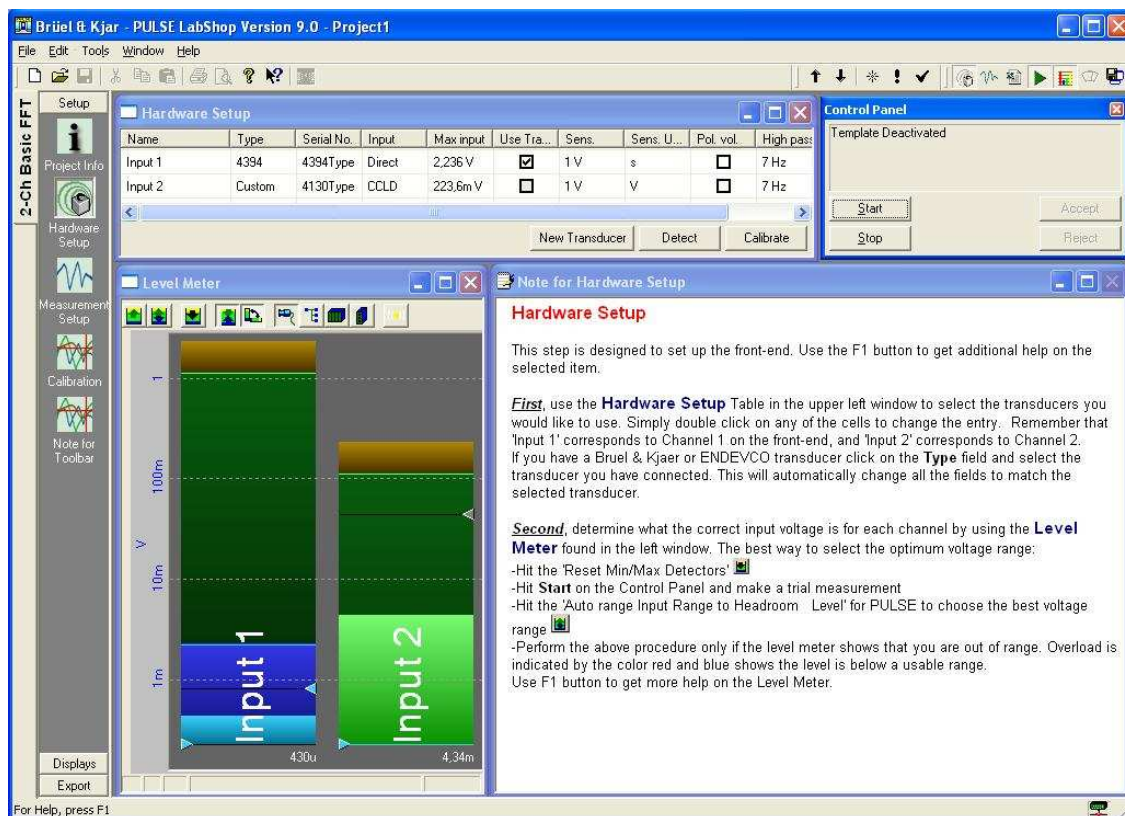 Brüel & Kjar - PULSE LabShop Version 9.0 - Project1
File Edit Tools Window Help
2-Ch Basic FFT
Setup
Project Info
Hardware
Setup
Measurement
Setup
Calibration
Note for
Toolbar
Displays
Export
Hardware Setup
Name Type Serial No. Input Max input Use Tra... Sens. Sens. U... Pol. vol. High pass
Input 1 4394 4394Type Direct 2,236 V 1 V s 7 Hz
Input 2 Custom 4130Type CCLD 223,6m V 1 V V 7 Hz
New Transducer Detect Calibrate
Control Panel
Template Deactivated
Start Accept
Stop Reject
Level Meter
1
100m
V
10m
1m
Input 1
Input 2
430u 4,34m
Note for Hardware Setup
Hardware Setup
This step is designed to set up the front-end. Use the F1 button to get additional help on the
selected item.
First, use the Hardware Setup Table in the upper left window to select the transducers you
would like to use. Simply double click on any of the cells to change the entry. Remember that
'Input 1' corresponds to Channel 1 on the front-end, and 'Input 2' corresponds to Channel 2.
If you have a Bruel & Kjaer or ENDEVCO transducer click on the Type field and select the
transducer you have connected. This will automatically change all the fields to match the
selected transducer.
Second, determine what the correct input voltage is for each channel by using the Level
Meter found in the left window. The best way to select the optimum voltage range:
-Hit the 'Reset Min/Max Detectors'
-Hit Start on the Control Panel and make a trial measurement
-Hit the 'Auto range Input Range to Headroom Level' for PULSE to choose the best voltage
range
-Perform the above procedure only if the level meter shows that you are out of range. Overload is
indicated by the color red and blue shows the level is below a usable range.
Use F1 button to get more help on the Level Meter.
For Help, press F1